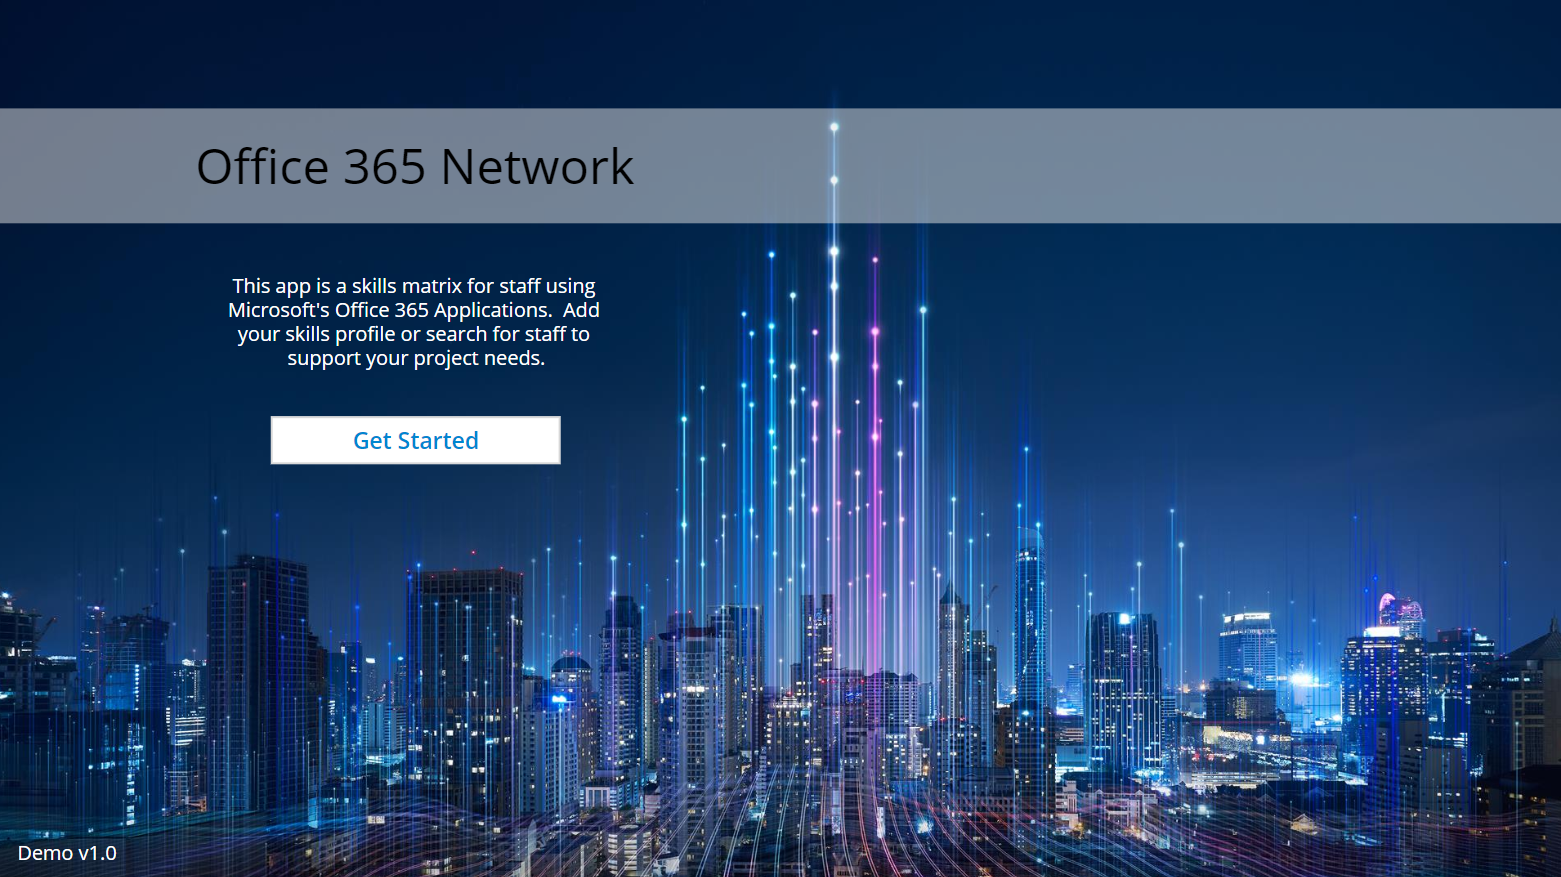 Office 365 Network
This app is a skills matrix for staff using
Microsoft's Office 365 Applications.  Add
your skills profile or search for staff to
support your project needs.
Get Started
Demo v1.0